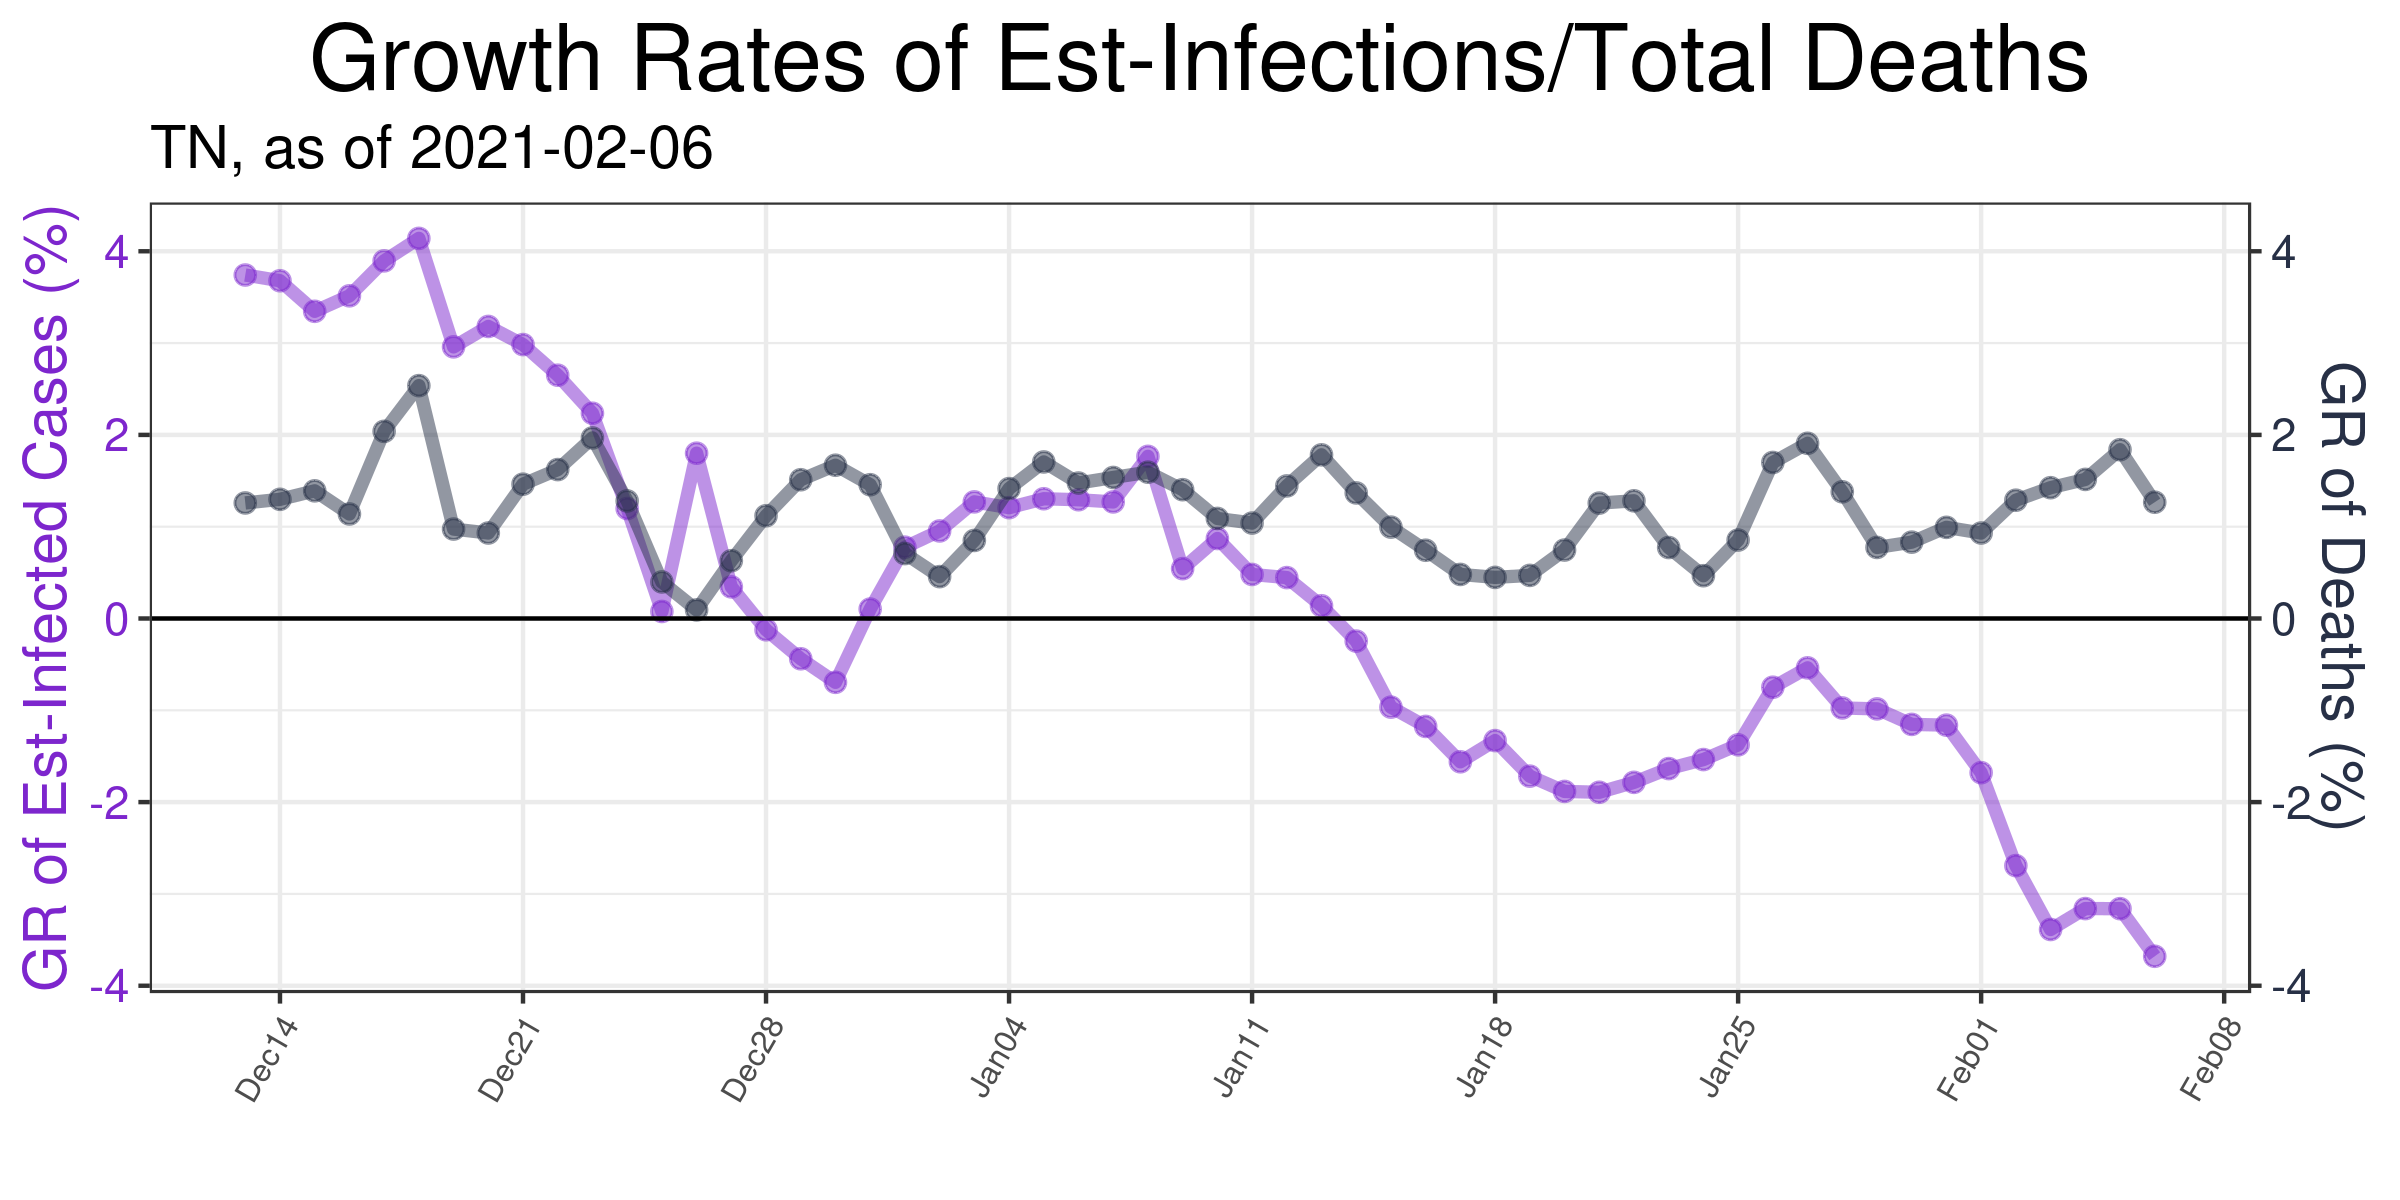 Growth Rates of Est-Infections/Total Deaths
TN, as of 2021-02-06
GR of Est-Infected Cases (%)
4
2
0
-2
-4
4
2
0
-2
-4
GR of Deaths (%)
Dec14
Dec21
Dec28
Jan04
Jan11
Jan18
Jan25
Feb01
Feb08